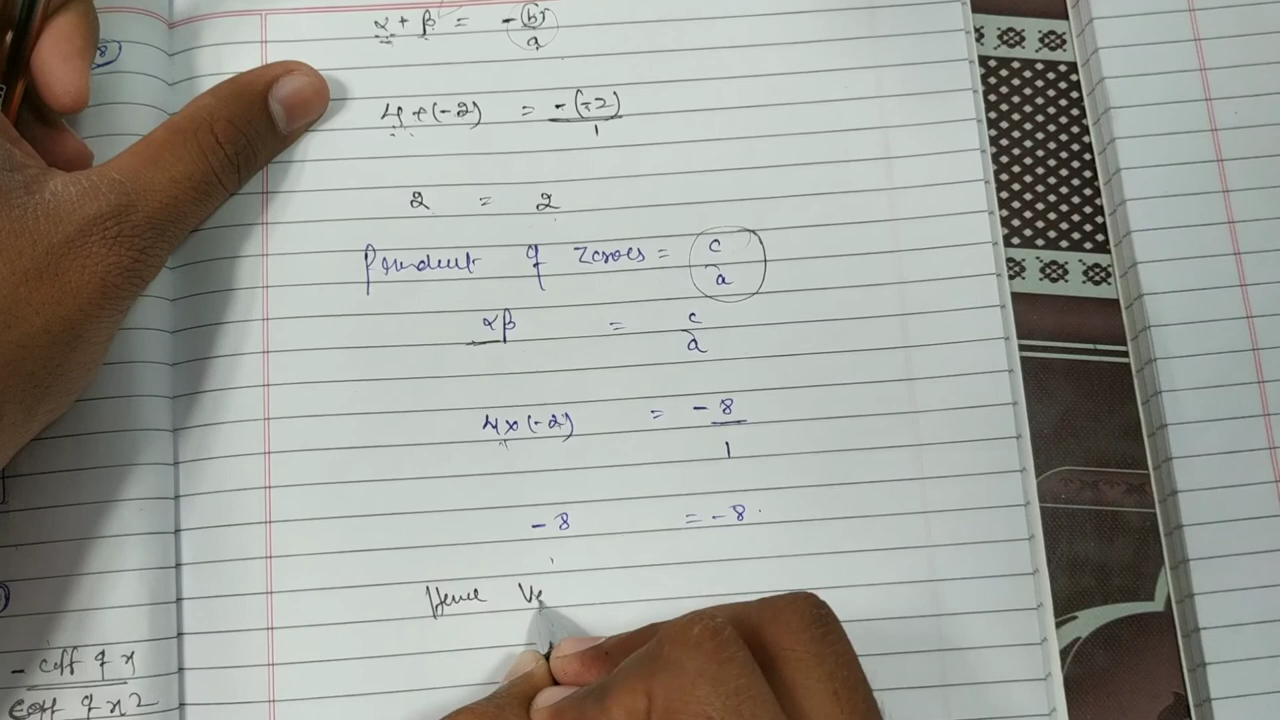 α + β = -(b)/a
4 + (-2) = -(-2)/1
2 = 2
Product of zeroes = c/a
αβ = c/a
4 × (-2) = -8/1
-8 = -8.
Hence Ve
- coff of x
coff of x2
8